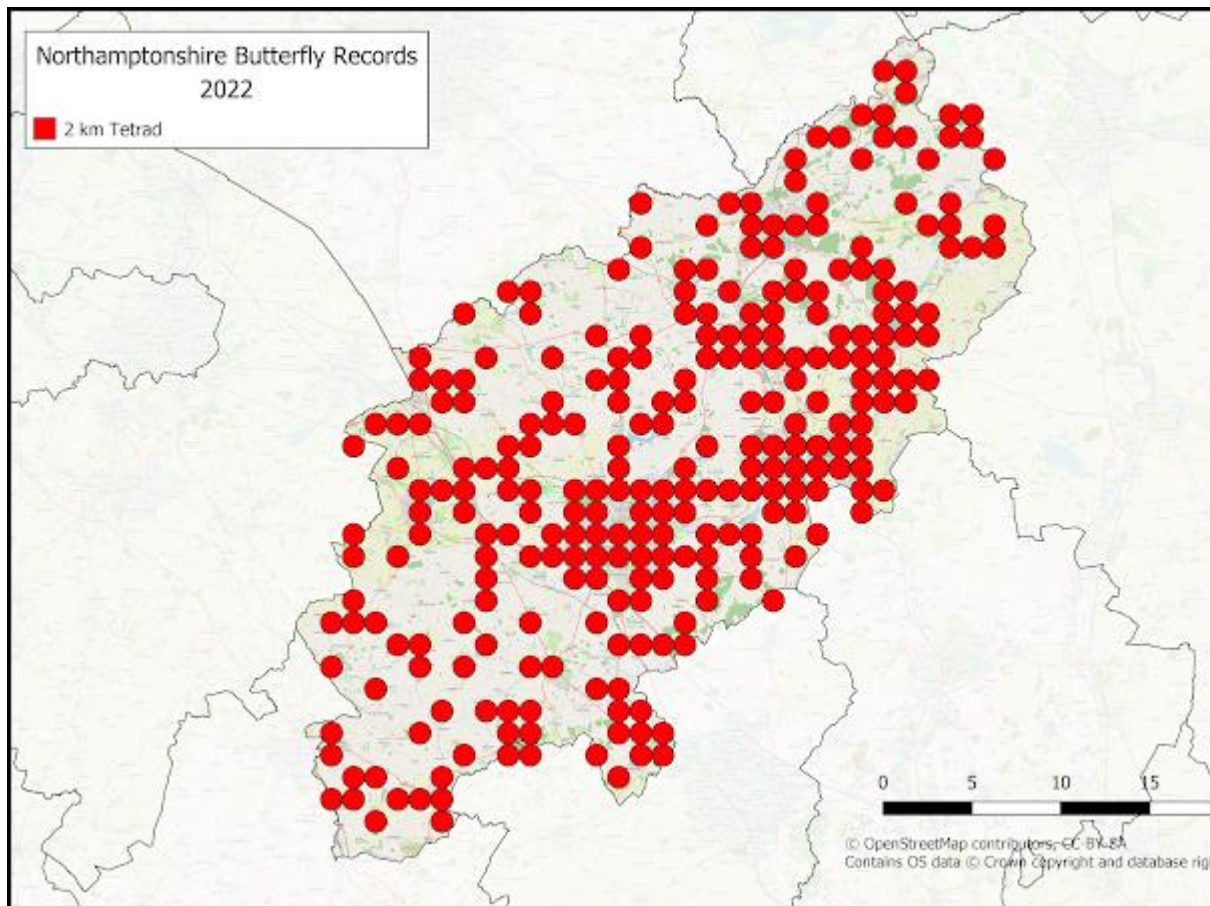 Northamptonshire Butterfly Records
2022
2 km Tetrad
0 5 10 15
© OpenStreetMap contributors, CC-BY-SA
Contains OS data © Crown copyright and database righ